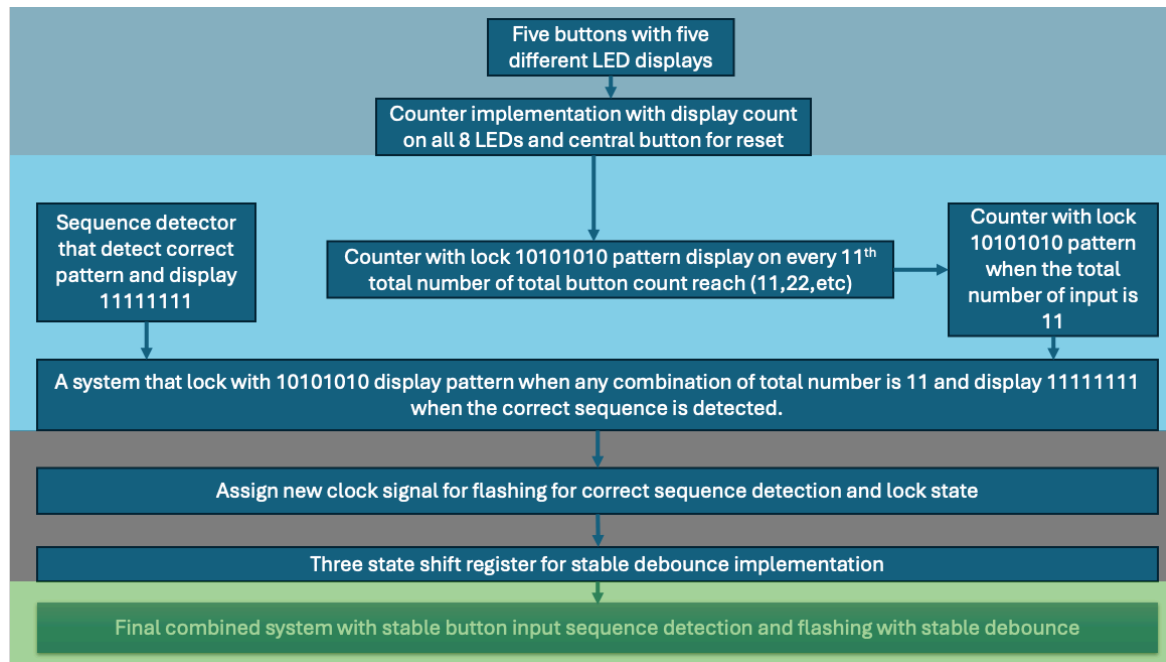 Five buttons with five
different LED displays
Counter implementation with display count
on all 8 LEDs and central button for reset
Sequence detector
that detect correct
pattern and display
11111111
Counter with lock 10101010 pattern display on every 11th
total number of total button count reach (11,22,etc)
Counter with lock
10101010 pattern
when the total
number of input is
11
A system that lock with 10101010 display pattern when any combination of total number is 11 and display 11111111
when the correct sequence is detected.
Assign new clock signal for flashing for correct sequence detection and lock state
Three state shift register for stable debounce implementation
Final combined system with stable button input sequence detection and flashing with stable debounce